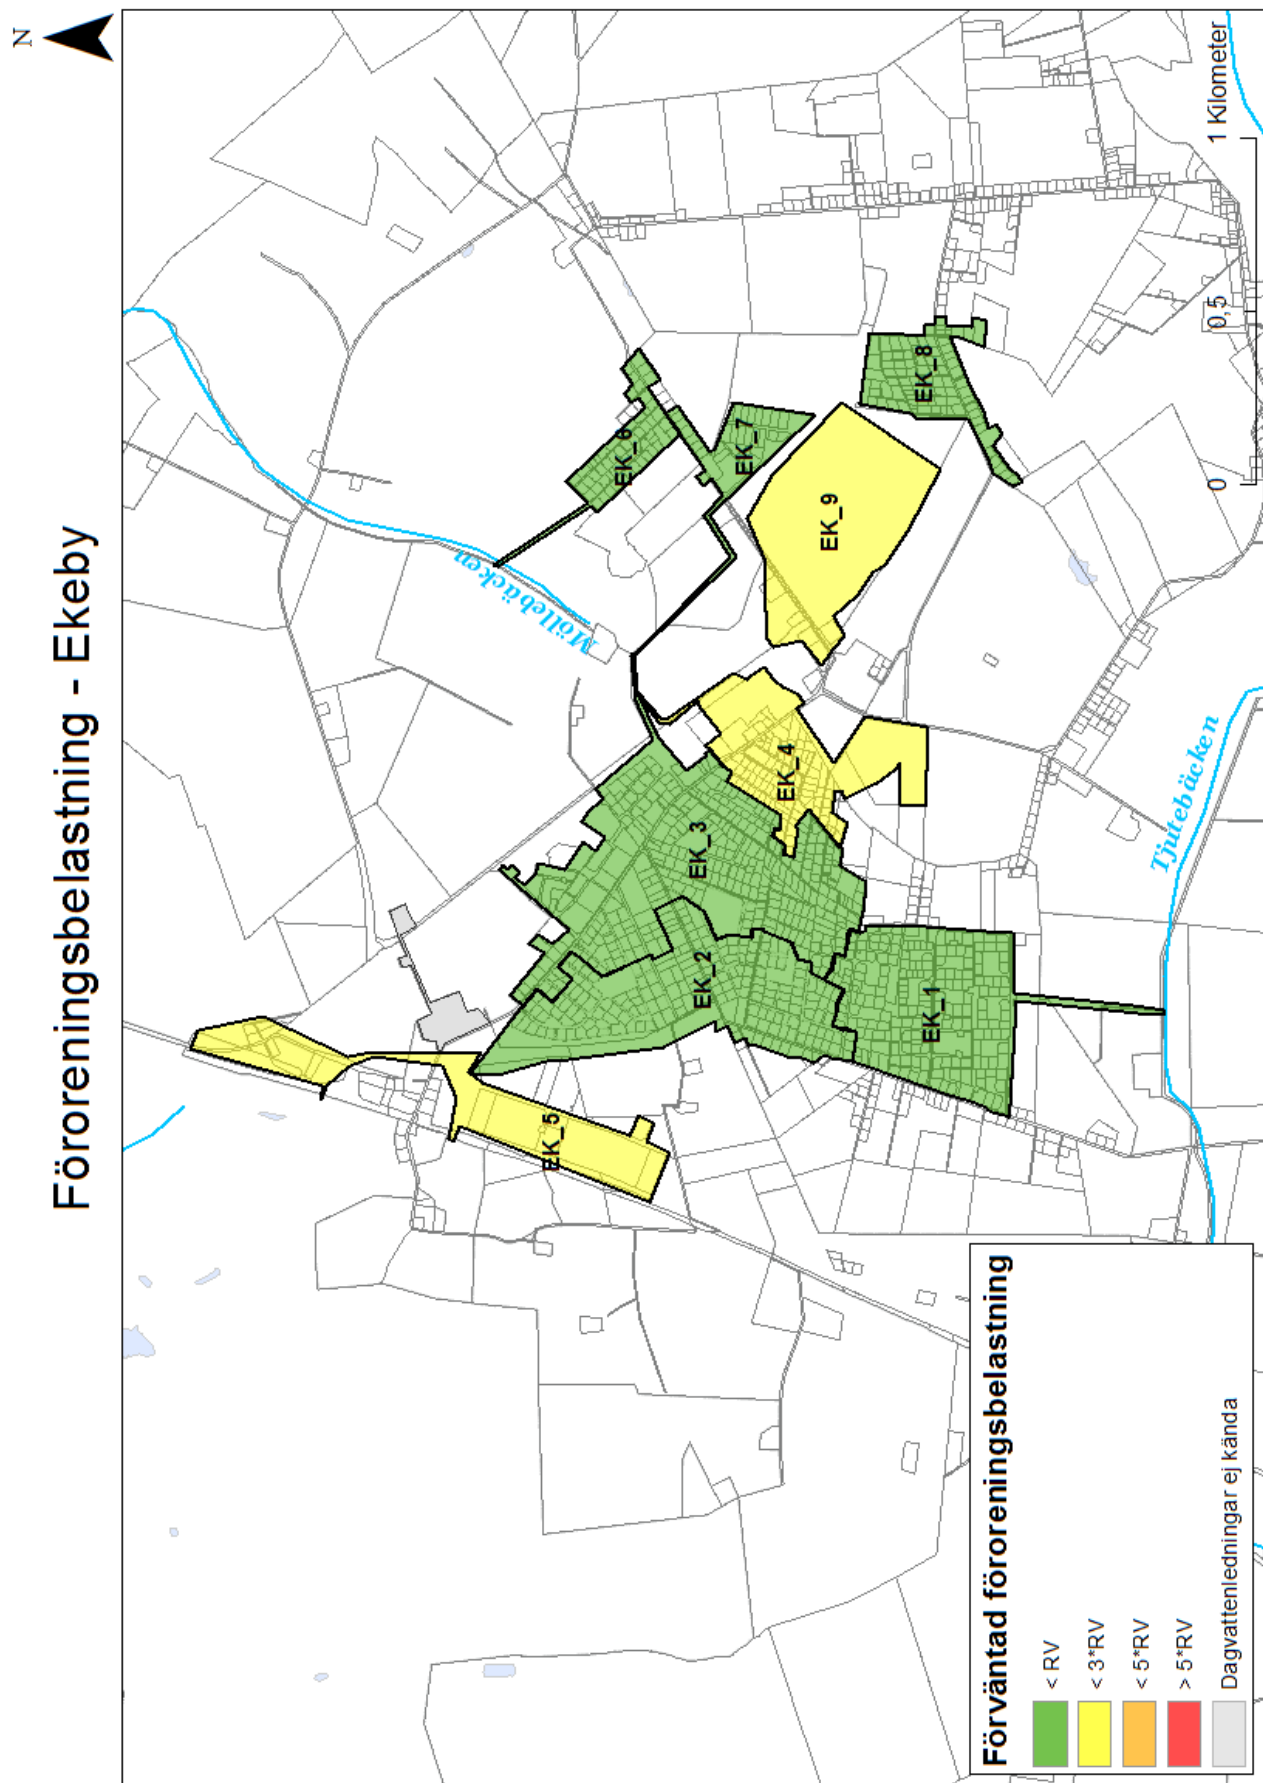 Föroreningsbelastning - Ekeby
N
Möllebäcken
EK_6
EK_7
EK_8
EK_9
EK_4
EK_3
EK_2
EK_1
EK_5
Tjutebäcken
0 0,5 1 Kilometer
Förväntad föroreningsbelastning
< RV
< 3*RV
< 5*RV
> 5*RV
Dagvattenledningar ej kända